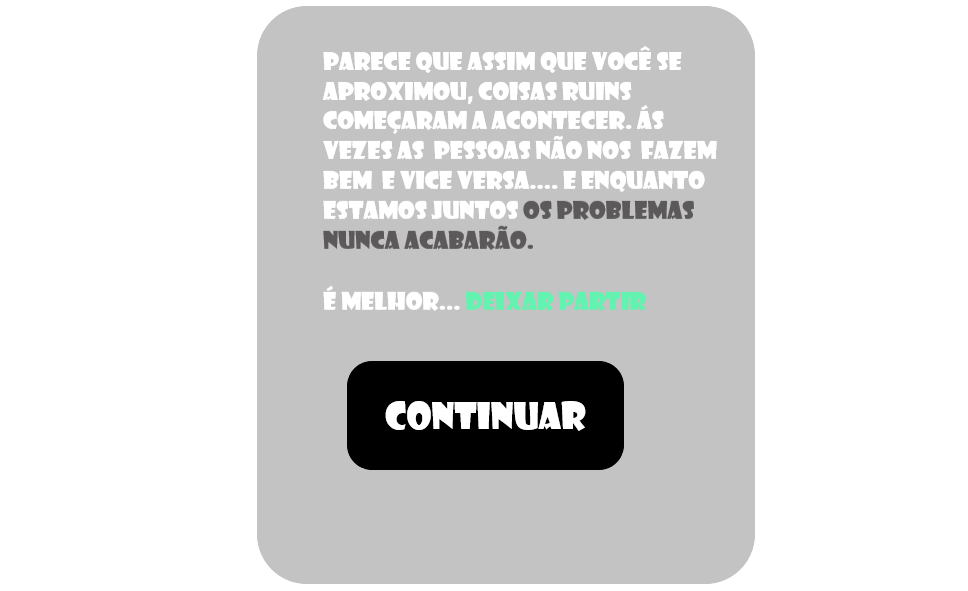 PARECE QUE ASSIM QUE VOCÊ SE
APROXIMOU, COISAS RUINS
COMEÇARAM A ACONTECER. ÁS
VEZES AS PESSOAS NÃO NOS FAZEM
BEM E VICE VERSA.... E ENQUANTO
ESTAMOS JUNTOS OS PROBLEMAS
NUNCA ACABARÃO.
É MELHOR... DEIXAR PARTIR
CONTINUAR